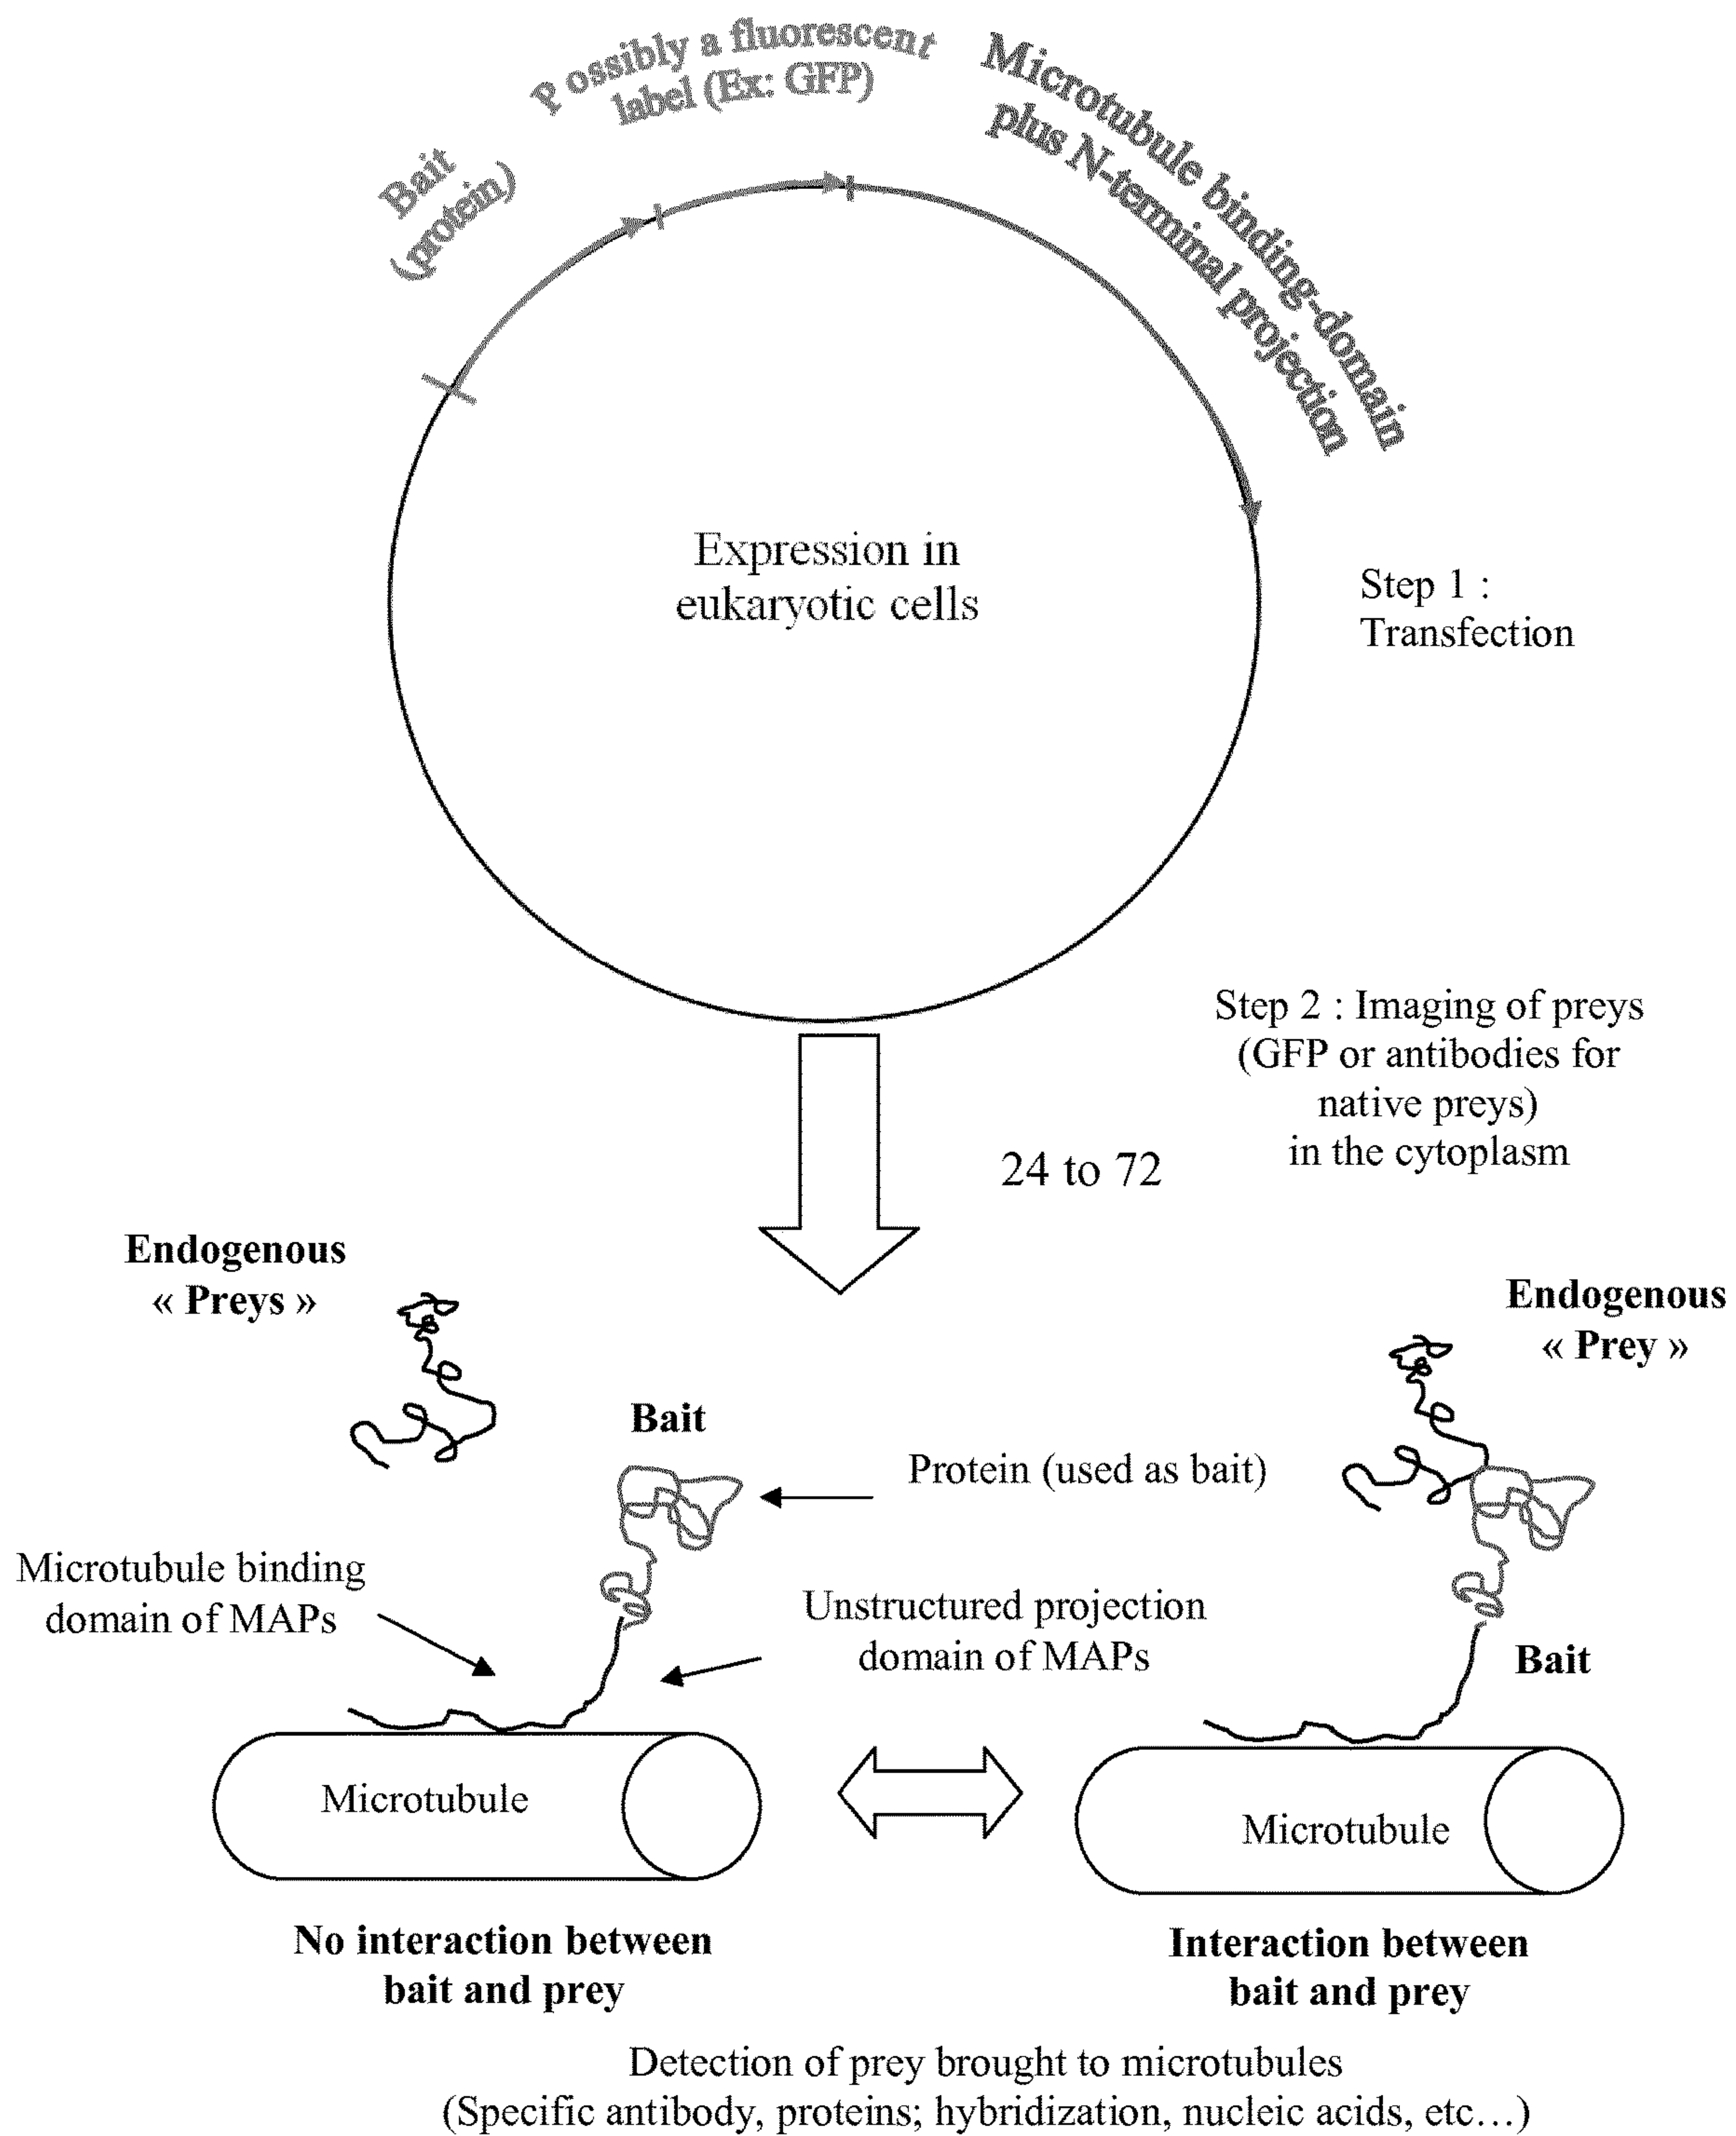 Possibly a fluorescent
label (Ex: GFP)
Microtubule binding-domain
plus N-terminal projection
Bait
(protein)
Expression in
eukaryotic cells
Step 1 :
Transfection
Step 2 : Imaging of preys
(GFP or antibodies for
native preys)
in the cytoplasm
24 to 72
Endogenous
« Preys »
Endogenous
« Prey »
Bait
Protein (used as bait)
Microtubule binding
domain of MAPs
Unstructured projection
domain of MAPs
Bait
Microtubule
Microtubule
No interaction between
bait and prey
Interaction between
bait and prey
Detection of prey brought to microtubules
(Specific antibody, proteins; hybridization, nucleic acids, etc…)